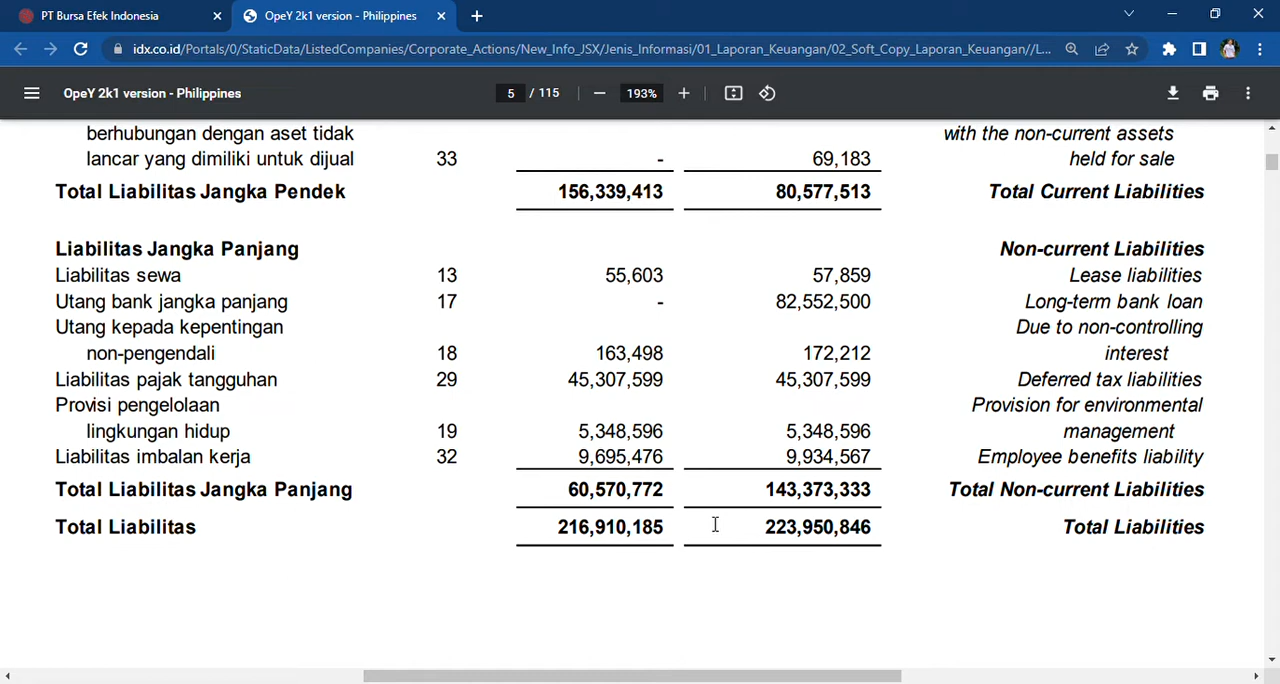 PT Bursa Efek Indonesia
OpeY 2k1 version - Philippines
idx.co.id/Portals/0/StaticData/ListedCompanies/Corporate_Actions/New_Info_JSX/Jenis_Informasi/01_Laporan_Keuangan/02_Soft_Copy_Laporan_Keuangan//L...
OpeY 2k1 version - Philippines 5 / 115 193%
berhubungan dengan aset tidak with the non-current assets
lancar yang dimiliki untuk dijual 33 - 69,183 held for sale
Total Liabilitas Jangka Pendek 156,339,413 80,577,513 Total Current Liabilities
Liabilitas Jangka Panjang Non-current Liabilities
Liabilitas sewa 13 55,603 57,859 Lease liabilities
Utang bank jangka panjang 17 - 82,552,500 Long-term bank loan
Utang kepada kepentingan Due to non-controlling
non-pengendali 18 163,498 172,212 interest
Liabilitas pajak tangguhan 29 45,307,599 45,307,599 Deferred tax liabilities
Provisi pengelolaan Provision for environmental
lingkungan hidup 19 5,348,596 5,348,596 management
Liabilitas imbalan kerja 32 9,695,476 9,934,567 Employee benefits liability
Total Liabilitas Jangka Panjang 60,570,772 143,373,333 Total Non-current Liabilities
Total Liabilitas 216,910,185 223,950,846 Total Liabilities